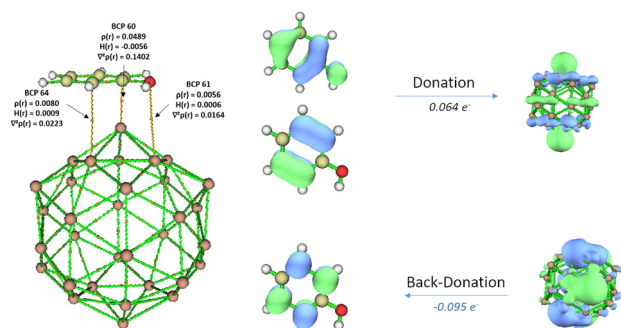 BCP 60
ρ(r) = 0.0489
H(r) = -0.0056
∇²ρ(r) = 0.1402
BCP 64
ρ(r) = 0.0080
H(r) = 0.0009
∇²ρ(r) = 0.0223
BCP 61
ρ(r) = 0.0056
H(r) = 0.0006
∇²ρ(r) = 0.0164
Donation
0.064 e⁻
Back-Donation
-0.095 e⁻